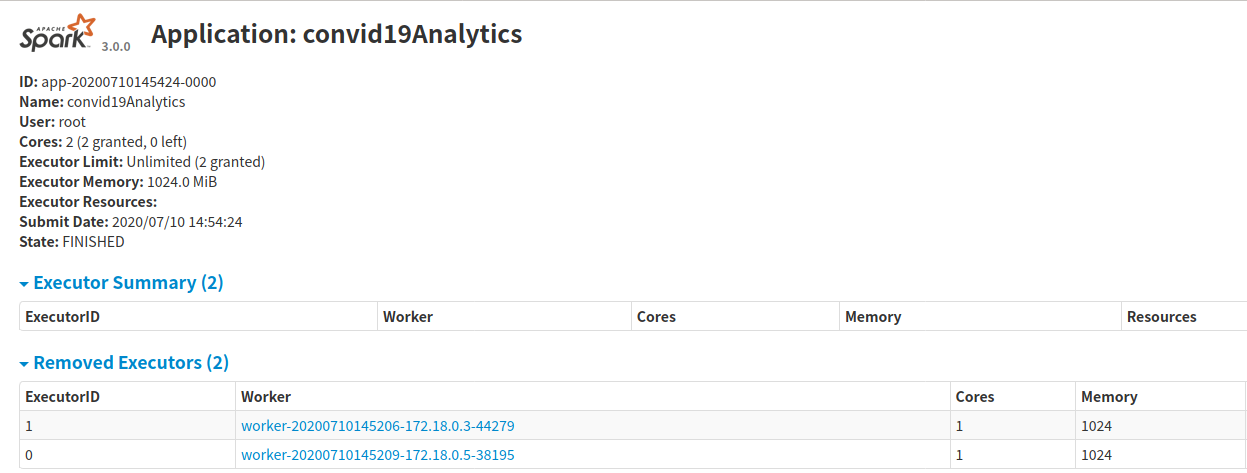 APACHE
Spark 3.0.0 Application: convid19Analytics
ID: app-20200710145424-0000
Name: convid19Analytics
User: root
Cores: 2 (2 granted, 0 left)
Executor Limit: Unlimited (2 granted)
Executor Memory: 1024.0 MiB
Executor Resources:
Submit Date: 2020/07/10 14:54:24
State: FINISHED
Executor Summary (2)
ExecutorID Worker Cores Memory Resources
Removed Executors (2)
ExecutorID Worker Cores Memory
1 worker-20200710145206-172.18.0.3-44279 1 1024
0 worker-20200710145209-172.18.0.5-38195 1 1024